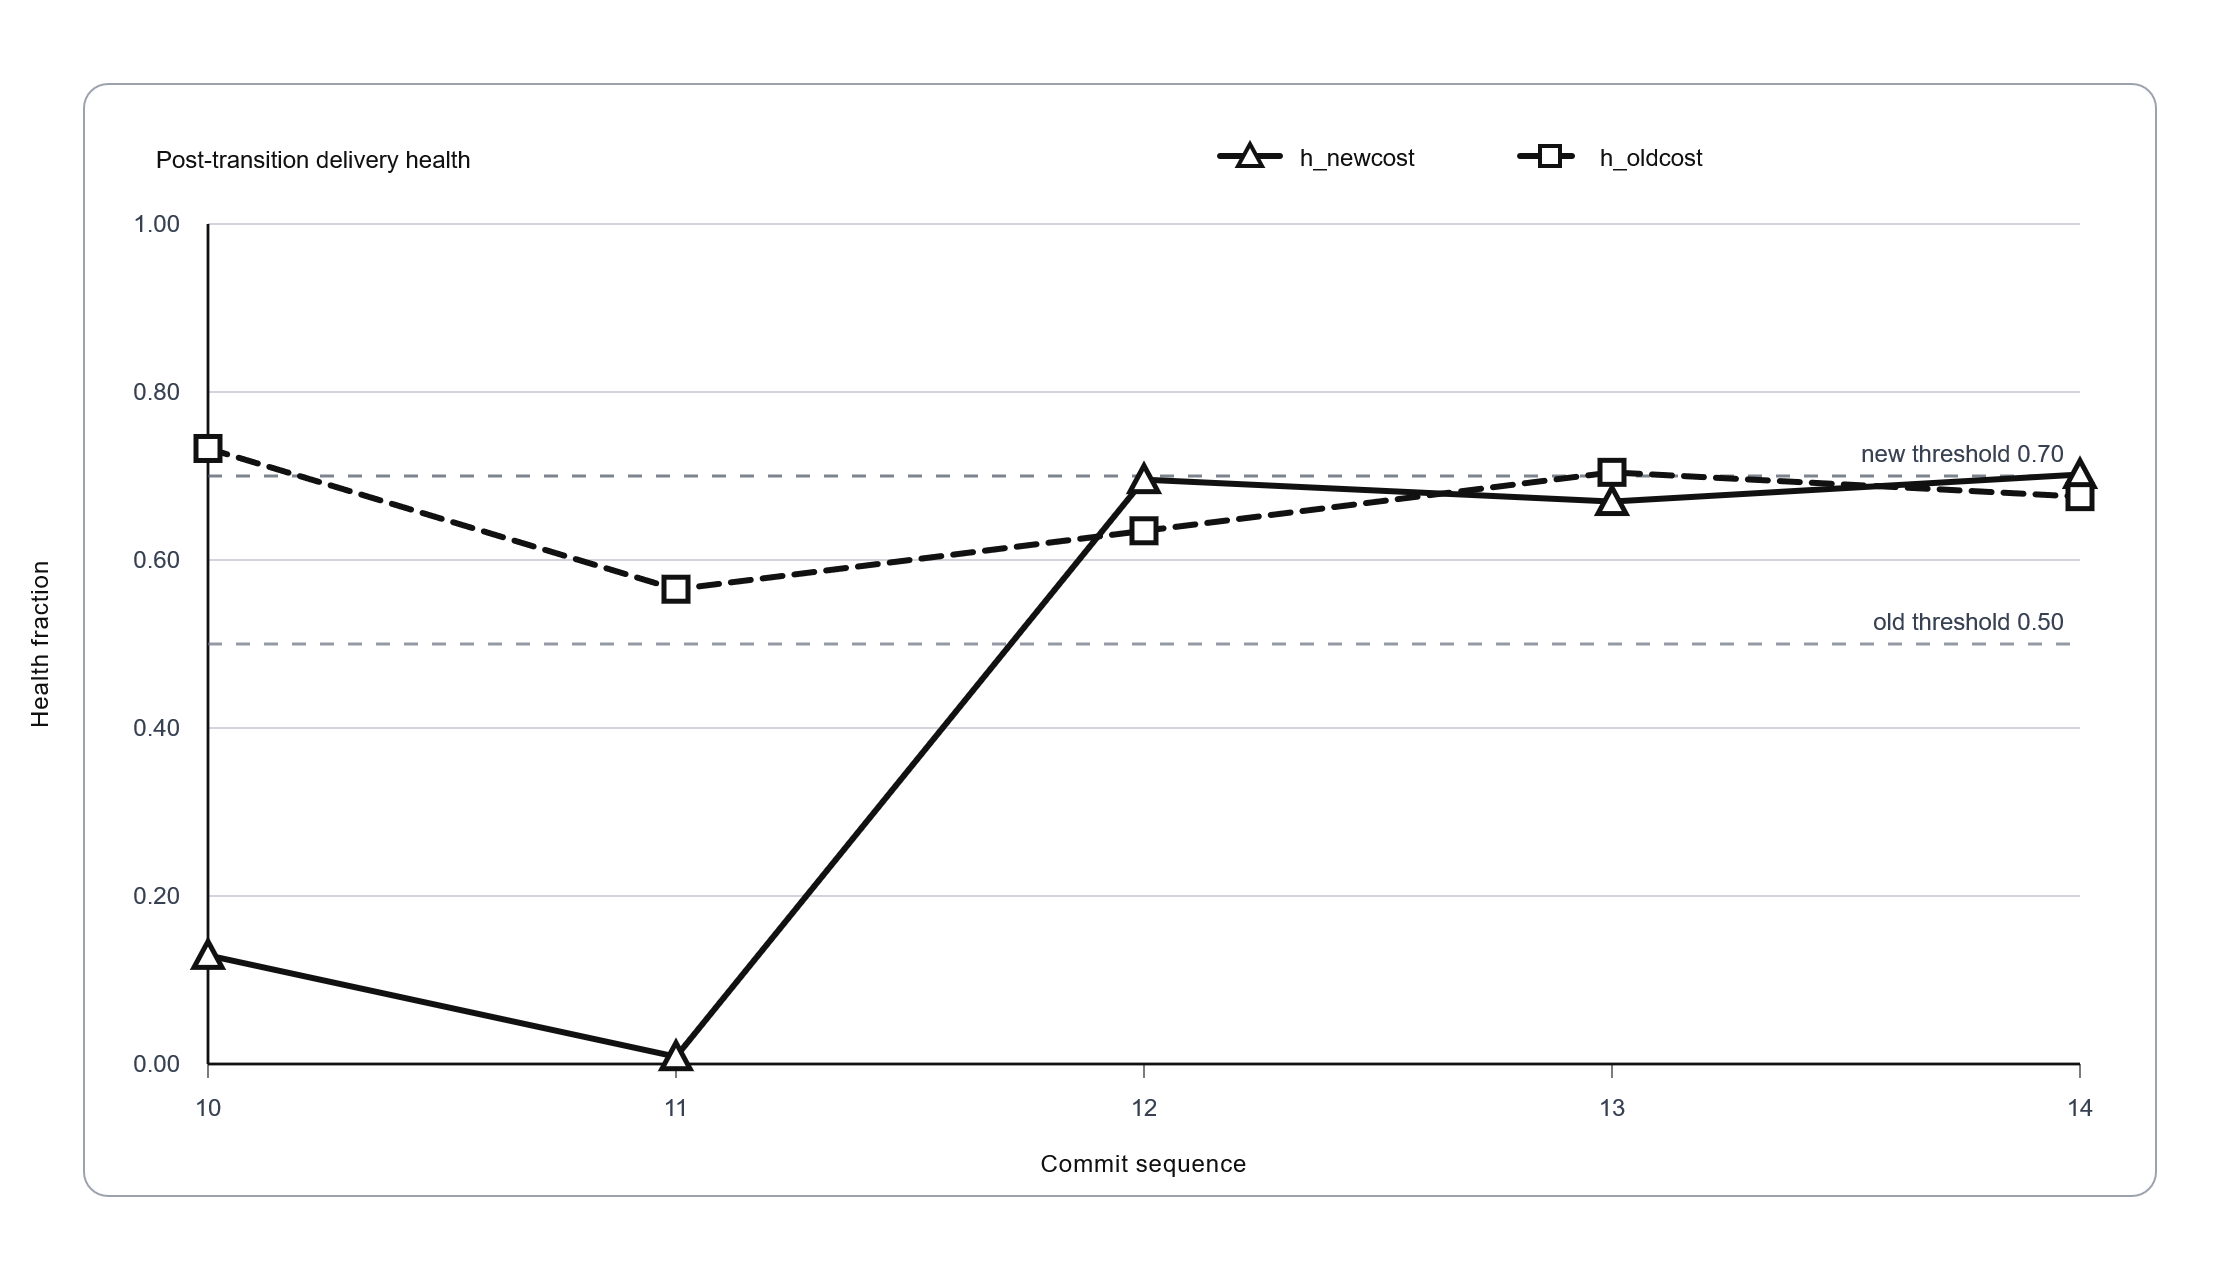 Post-transition delivery health
h_newcost
h_oldcost
1.00
0.80
new threshold 0.70
0.60
old threshold 0.50
0.40
0.20
0.00
Health fraction
10
11
12
13
14
Commit sequence